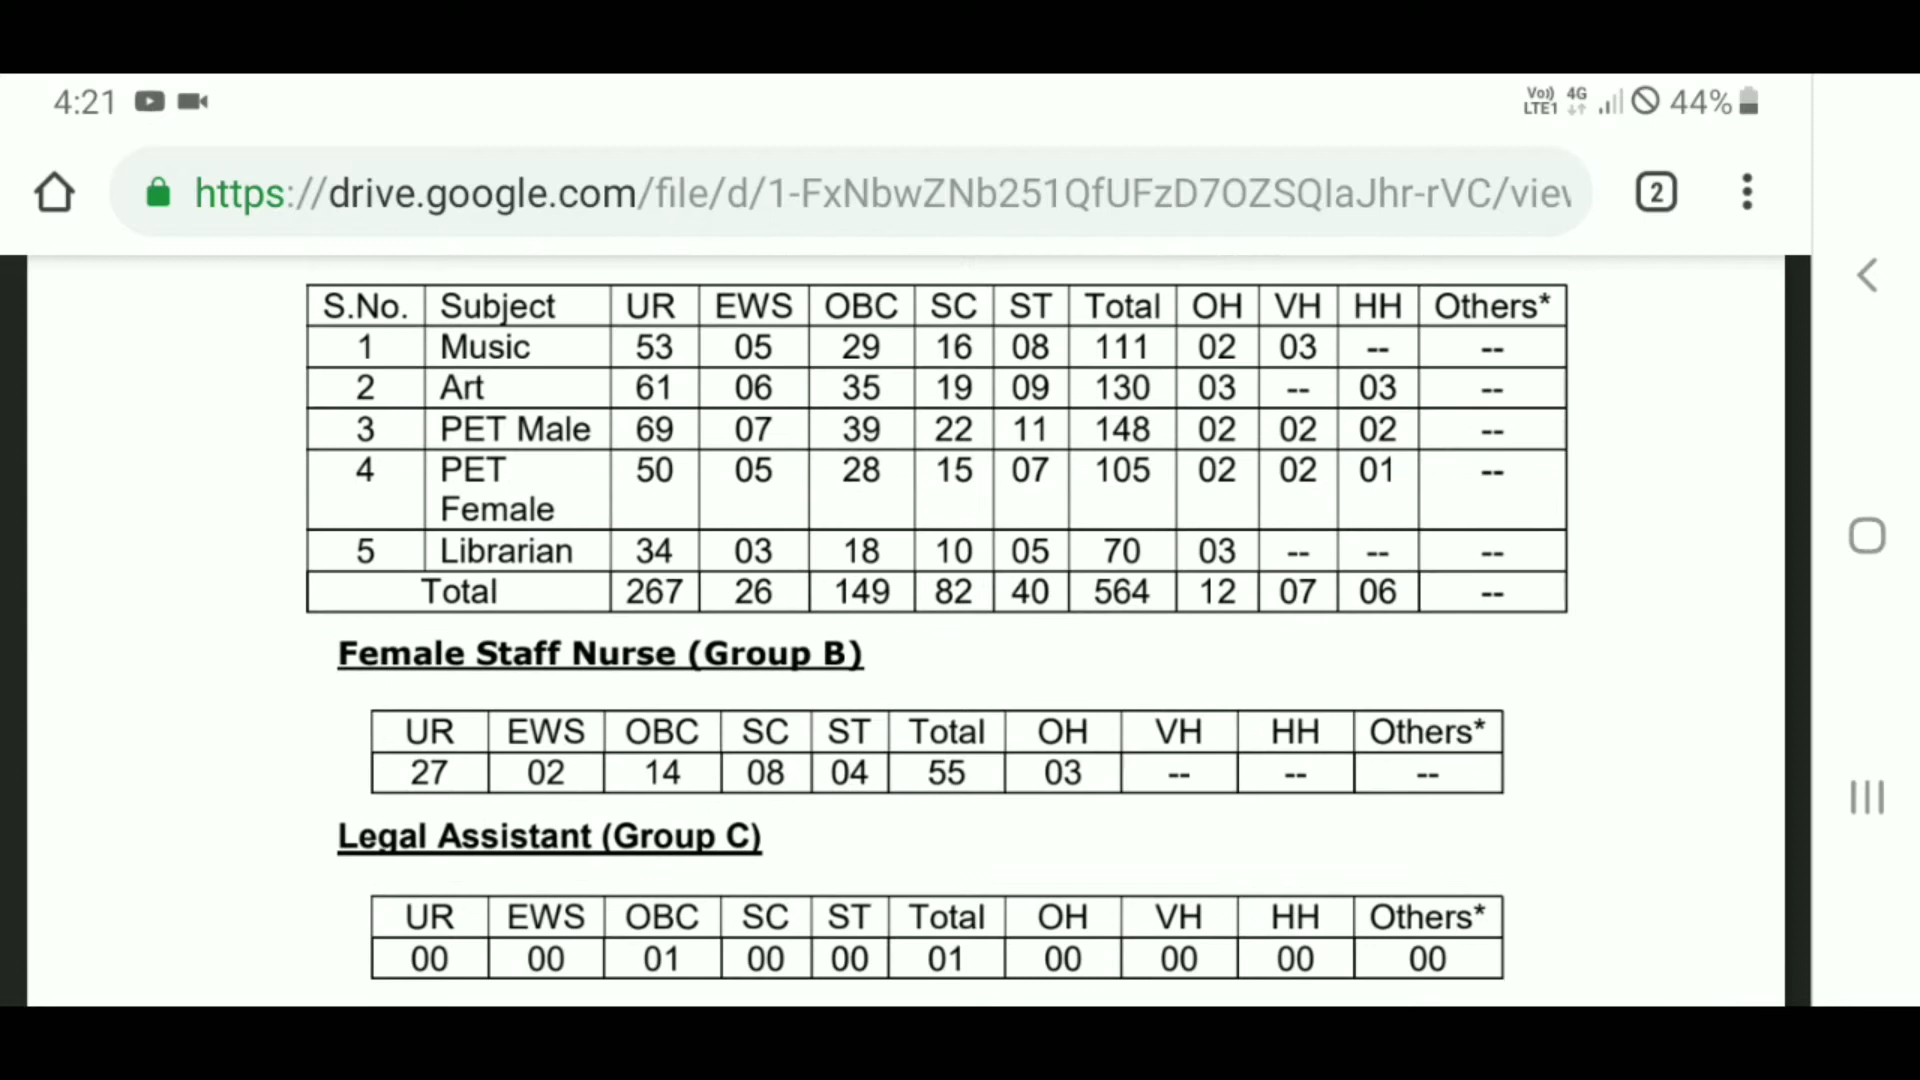 4:21 Vo)) LTE1 4G 44%
https://drive.google.com/file/d/1-FxNbwZNb251QfUFzD7OZSQIaJhr-rVC/view 2
S.No. Subject UR EWS OBC SC ST Total OH VH HH Others*
1 Music 53 05 29 16 08 111 02 03 -- --
2 Art 61 06 35 19 09 130 03 -- 03 --
3 PET Male 69 07 39 22 11 148 02 02 02 --
4 PET 50 05 28 15 07 105 02 02 01 --
Female
5 Librarian 34 03 18 10 05 70 03 -- -- --
Total 267 26 149 82 40 564 12 07 06 --
Female Staff Nurse (Group B)
UR EWS OBC SC ST Total OH VH HH Others*
27 02 14 08 04 55 03 -- -- --
Legal Assistant (Group C)
UR EWS OBC SC ST Total OH VH HH Others*
00 00 01 00 00 01 00 00 00 00